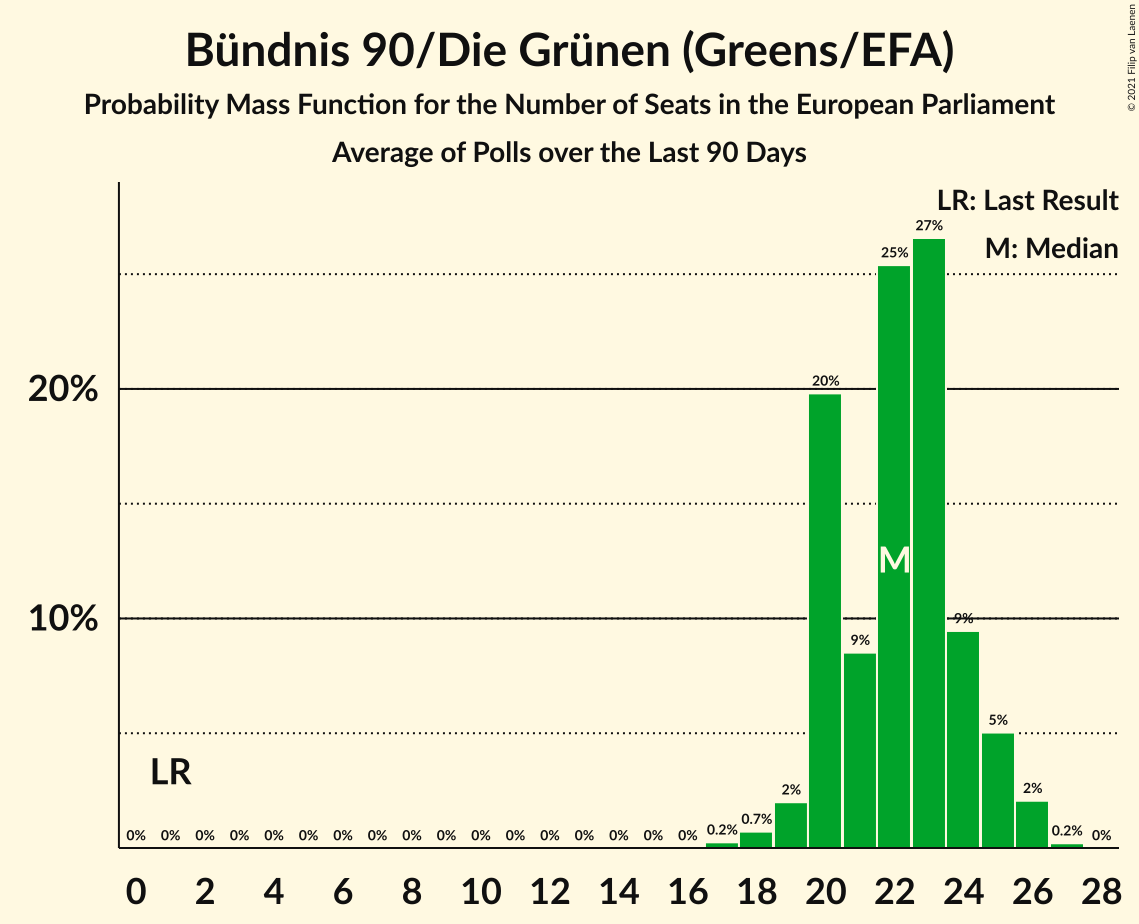 Bündnis 90/Die Grünen (Greens/EFA)
Probability Mass Function for the Number of Seats in the European Parliament
Average of Polls over the Last 90 Days
© 2021 Filip van Laenen
LR: Last Result
M: Median
27%
25%
20%
20%
M
10%
9%
9%
5%
LR
2%
2%
0% 0% 0% 0% 0% 0% 0% 0% 0% 0% 0% 0% 0% 0% 0% 0% 0% 0.2% 0.7% 0.2% 0%
0 2 4 6 8 10 12 14 16 18 20 22 24 26 28